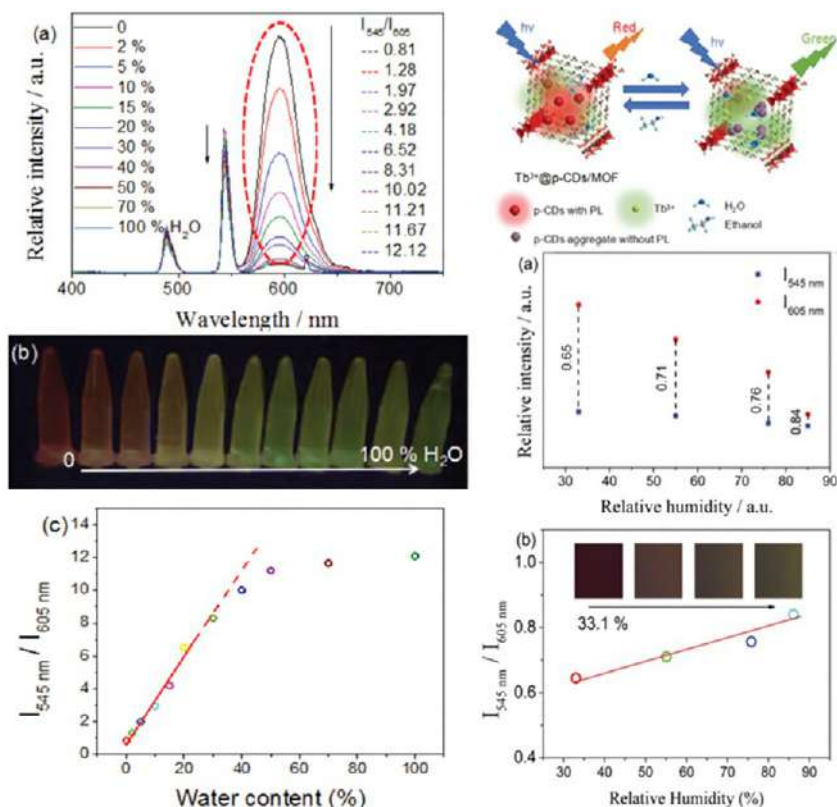 (a)
0
2 %
5 %
10 %
15 %
20 %
30 %
40 %
50 %
70 %
100 % H₂O
I₅₄₅/I₆₀₅
0.81
1.28
1.97
2.92
4.18
6.52
8.31
10.02
11.21
11.67
12.12
Relative intensity / a.u.
400 500 600 700
Wavelength / nm
hν Red hν Green
Tb³⁺@p-CDs/MOF
p-CDs with PL
Tb³⁺
H₂O
Ethanol
p-CDs aggregate without PL
(b)
0 100 % H₂O
(a)
I₅₄₅ nm
I₆₀₅ nm
Relative intensity / a.u.
0.65
0.71
0.76
0.84
30 40 50 60 70 80 90
Relative humidity / a.u.
(c)
I₅₄₅ nm / I₆₀₅ nm
14
12
10
8
6
4
2
0
0 20 40 60 80 100
Water content (%)
(b)
33.1 %
I₅₄₅ nm / I₆₀₅ nm
1.0
0.8
0.6
0.4
30 40 50 60 70 80 90
Relative Humidity (%)